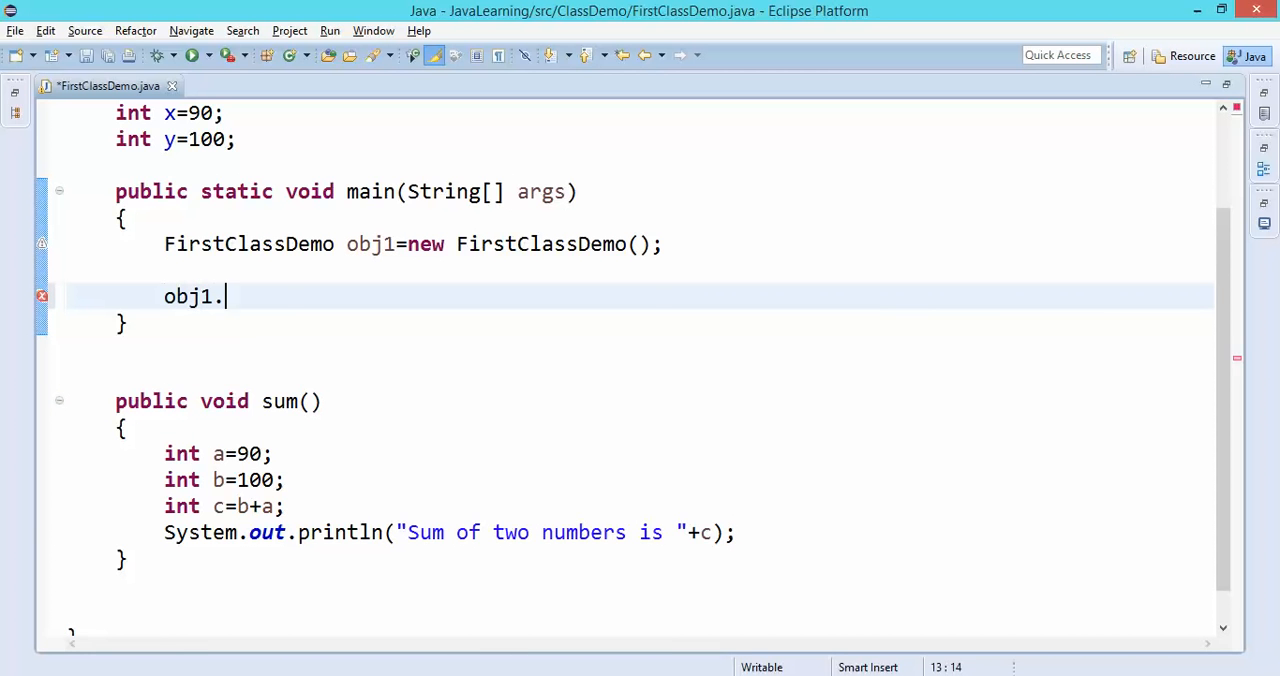 Java - JavaLearning/src/ClassDemo/FirstClassDemo.java - Eclipse Platform
File Edit Source Refactor Navigate Search Project Run Window Help
Quick Access Resource Java
*FirstClassDemo.java
int x=90;
int y=100;
public static void main(String[] args)
{
FirstClassDemo obj1=new FirstClassDemo();
obj1.
}
public void sum()
{
int a=90;
int b=100;
int c=b+a;
System.out.println("Sum of two numbers is "+c);
}
}
Writable Smart Insert 13 : 14